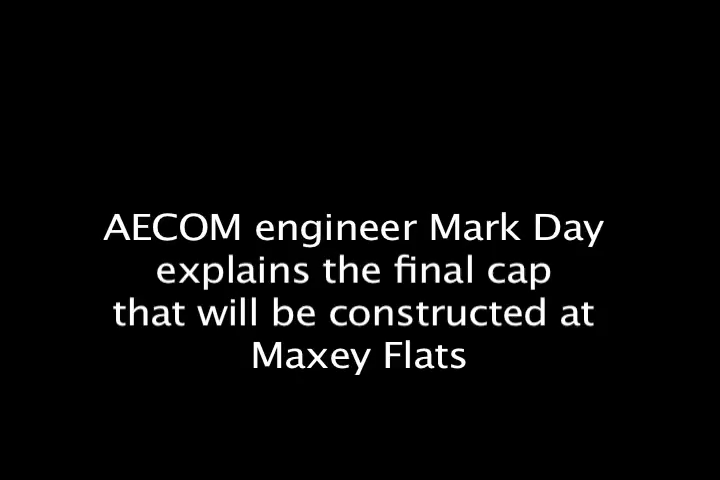 AECOM engineer Mark Day
explains the final cap
that will be constructed at
Maxey Flats